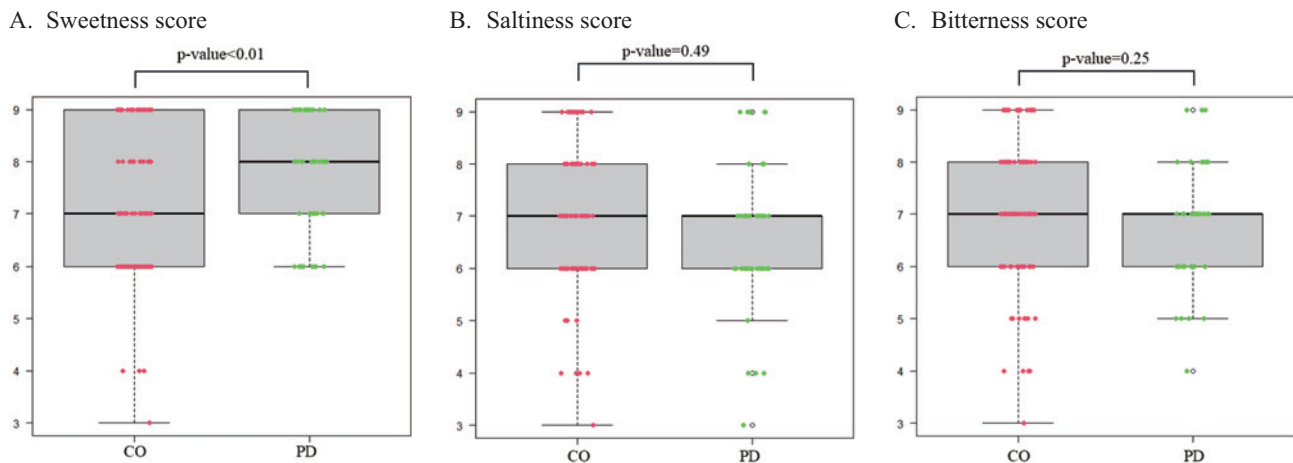 A. Sweetness score
p-value<0.01
9
8
7
6
5
4
3
CO PD
B. Saltiness score
p-value=0.49
9
8
7
6
5
4
3
CO PD
C. Bitterness score
p-value=0.25
9
8
7
6
5
4
3
CO PD